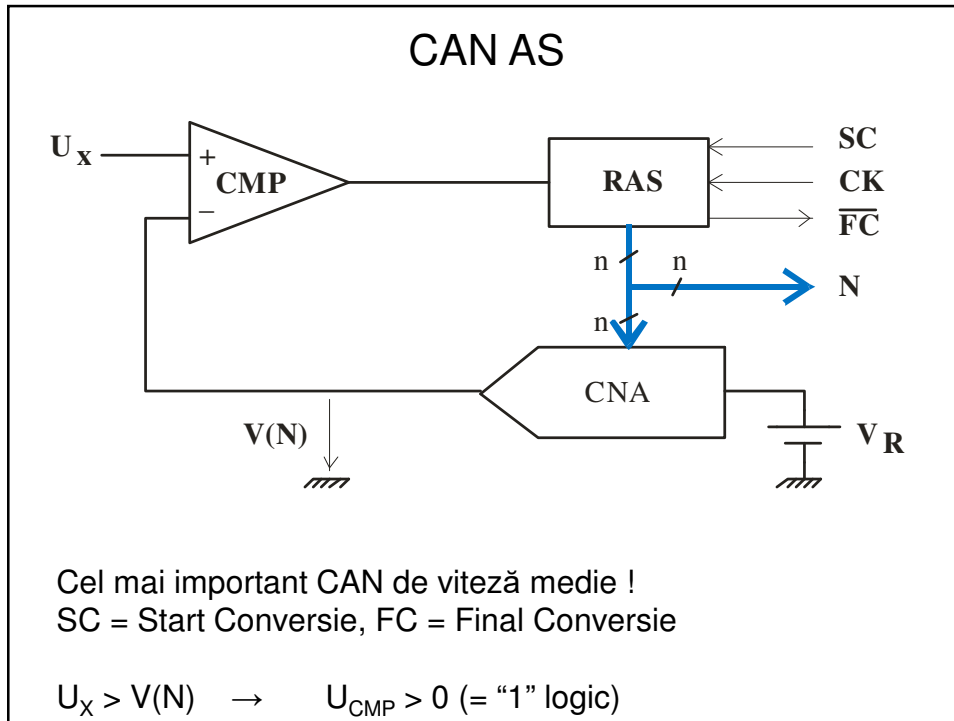 CAN AS
U x
+
CMP
−
RAS
SC
CK
FC
n
n
N
n
CNA
V(N)
V R
Cel mai important CAN de viteză medie !
SC = Start Conversie, FC = Final Conversie
UX > V(N) → UCMP > 0 (= “1” logic)